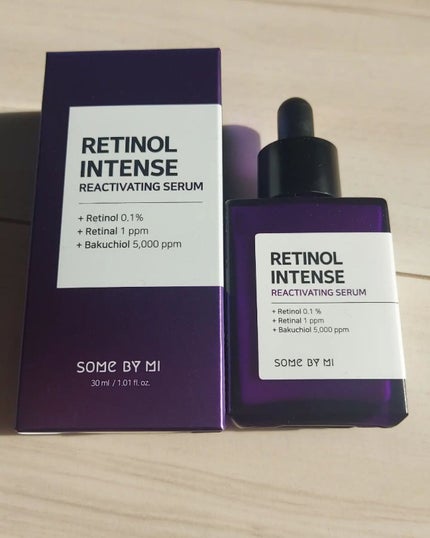 RETINOL
INTENSE
REACTIVATING SERUM
+ Retinol 0.1%
+ Retinal 1 ppm
+ Bakuchiol 5,000 ppm
SOME BY MI
30 ml / 1.01 fl. oz.
RETINOL
INTENSE
REACTIVATING SERUM
+ Retinol 0.1 %
+ Retinal 1 ppm
+ Bakuchiol 5,000 ppm
SOME BY MI